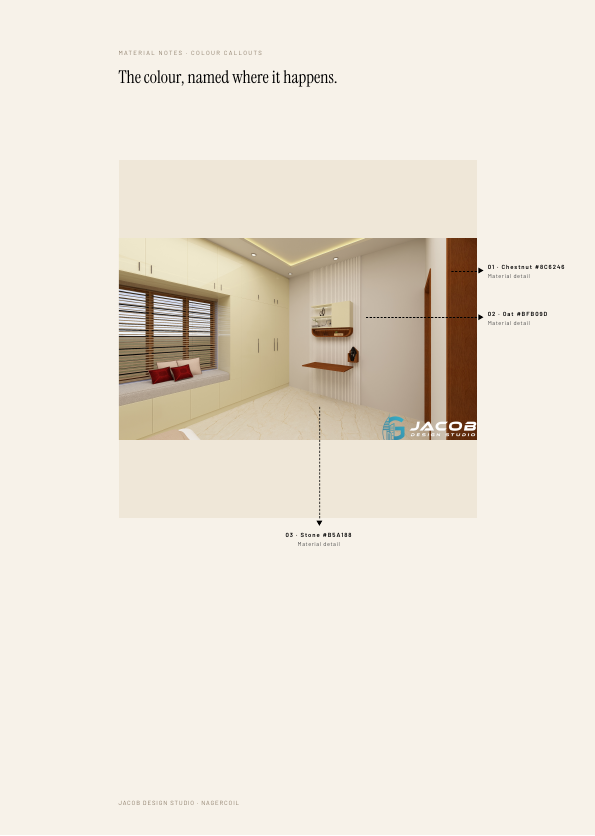 MATERIAL NOTES · COLOUR CALLOUTS
The colour, named where it happens.
01 · Chestnut #8C6246
Material detail
02 · Oat #BFB09D
Material detail
JACOB
DESIGN STUDIO
03 · Stone #B5A188
Material detail
JACOB DESIGN STUDIO · NAGERCOIL